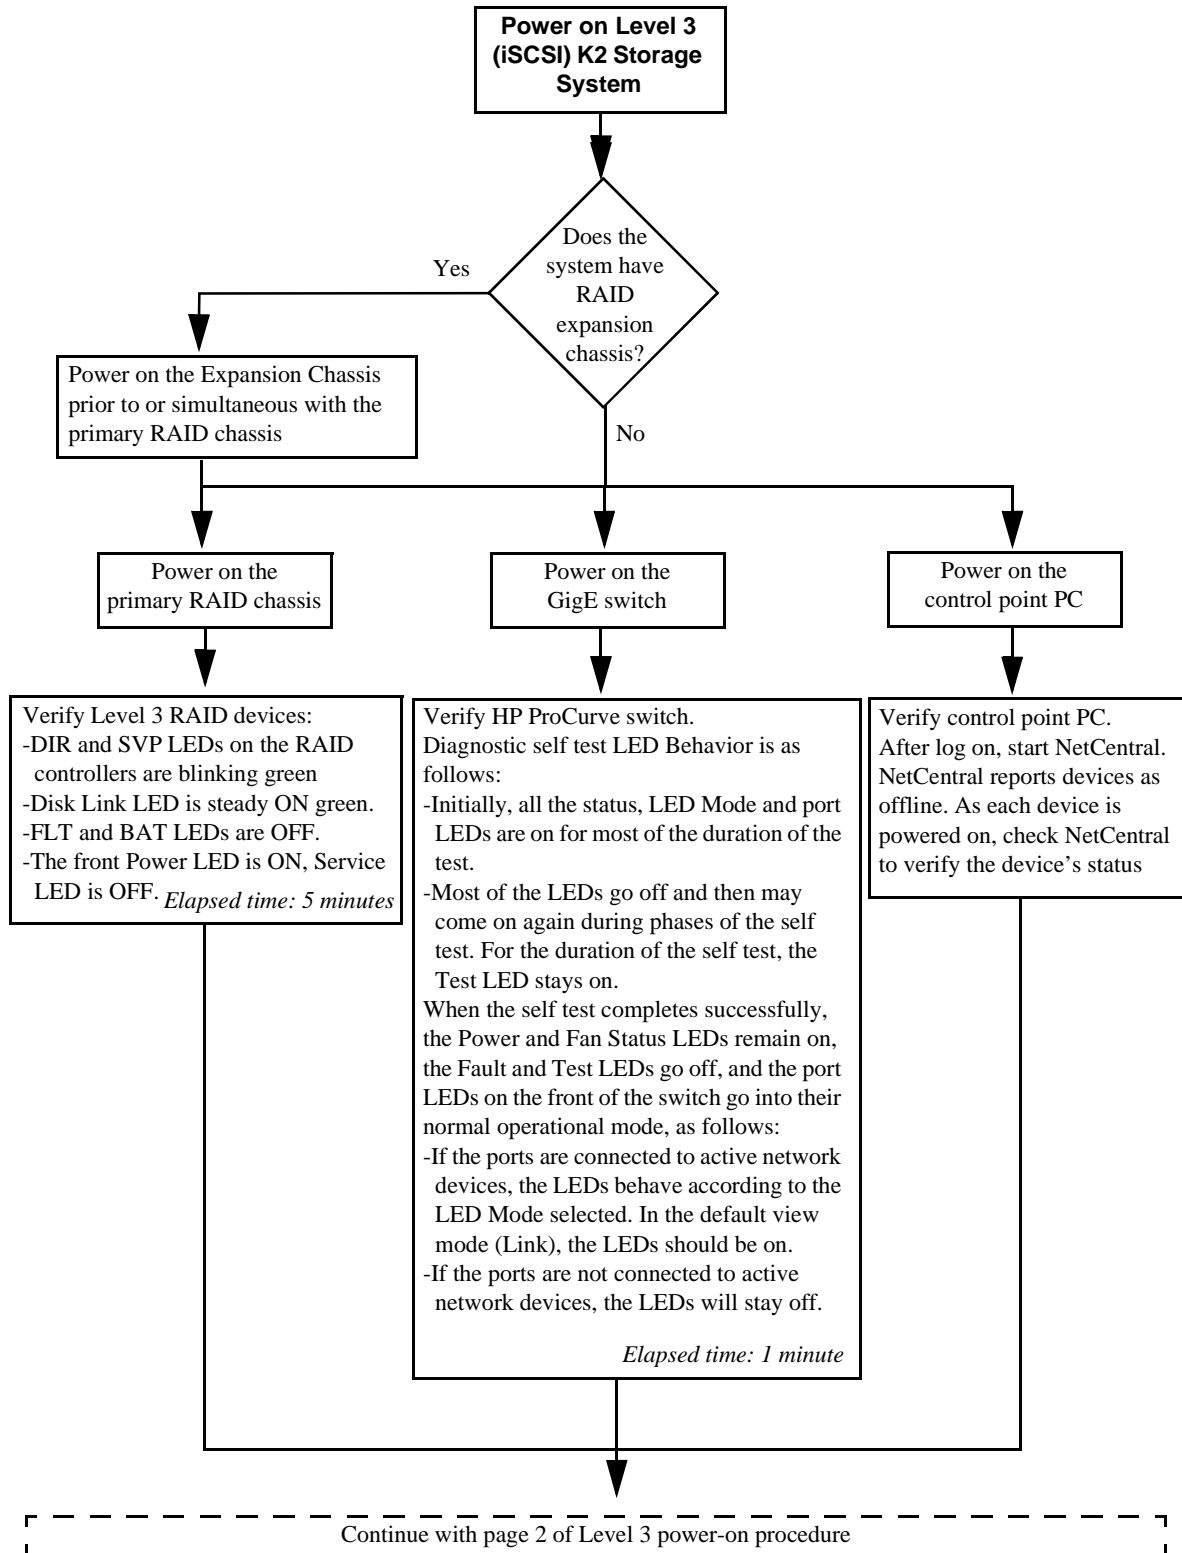 Power on Level 3
(iSCSI) K2 Storage
System
Does the
system have
RAID
expansion
chassis?
Yes
No
Power on the Expansion Chassis
prior to or simultaneous with the
primary RAID chassis
Power on the
primary RAID chassis
Power on the
GigE switch
Power on the
control point PC
Verify Level 3 RAID devices:
-DIR and SVP LEDs on the RAID
controllers are blinking green
-Disk Link LED is steady ON green.
-FLT and BAT LEDs are OFF.
-The front Power LED is ON, Service
LED is OFF.
Elapsed time: 5 minutes
Verify HP ProCurve switch.
Diagnostic self test LED Behavior is as
follows:
-Initially, all the status, LED Mode and port
LEDs are on for most of the duration of the
test.
-Most of the LEDs go off and then may
come on again during phases of the self
test. For the duration of the self test, the
Test LED stays on.
When the self test completes successfully,
the Power and Fan Status LEDs remain on,
the Fault and Test LEDs go off, and the port
LEDs on the front of the switch go into their
normal operational mode, as follows:
-If the ports are connected to active network
devices, the LEDs behave according to the
LED Mode selected. In the default view
mode (Link), the LEDs should be on.
-If the ports are not connected to active
network devices, the LEDs will stay off.
Elapsed time: 1 minute
Verify control point PC.
After log on, start NetCentral.
NetCentral reports devices as
offline. As each device is
powered on, check NetCentral
to verify the device’s status
Continue with page 2 of Level 3 power-on procedure